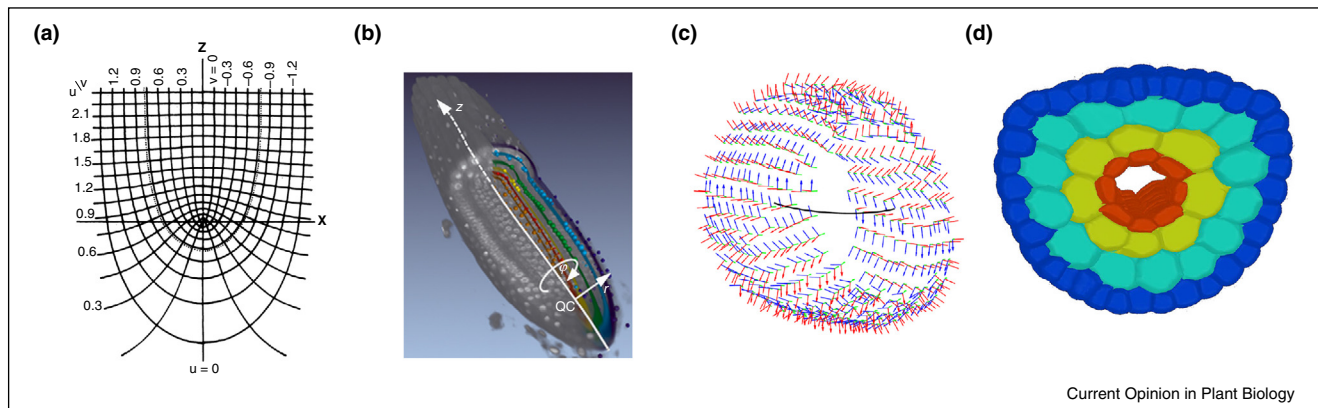 (a)
(b)
(c)
(d)
Z
u\v
1.2
0.9
0.6
0.3
v = 0
−0.3
−0.6
−0.9
−1.2
2.1
1.8
1.5
1.2
0.9
0.6
0.3
X
u = 0
z
φ
r
QC
Current Opinion in Plant Biology